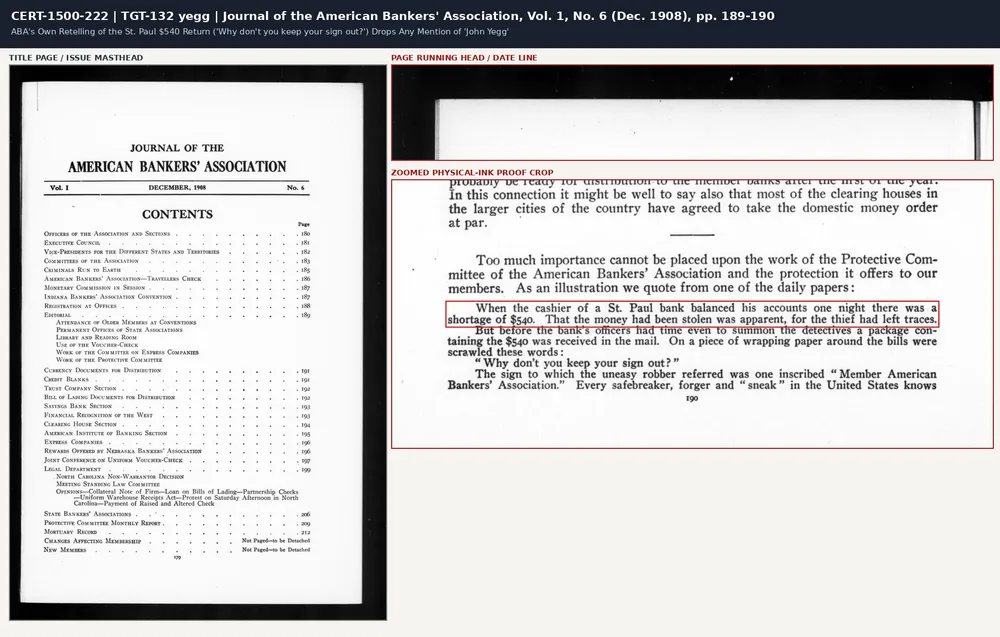 CERT-1500-222 | TGT-132 yegg | Journal of the American Bankers' Association, Vol. 1, No. 6 (Dec. 1908), pp. 189-190
ABA's Own Retelling of the St. Paul $540 Return ('Why don't you keep your sign out?') Drops Any Mention of 'John Yegg'
TITLE PAGE / ISSUE MASTHEAD
JOURNAL OF THE
AMERICAN BANKERS' ASSOCIATION
Vol. I DECEMBER, 1908 No. 6
CONTENTS
Page
Officers of the Association and Sections . . . . . . . . . . 180
Executive Council . . . . . . . . . . 181
Vice-Presidents for the Different States and Territories . . . . . . 182
Committees of the Association . . . . . . . . . . 183
Criminals Run to Earth . . . . . . . . . . 185
American Bankers' Association—Travellers Check . . . . . . . . 186
Monetary Commission in Session . . . . . . . . . . 187
Indiana Bankers' Association Convention . . . . . . . . . . 187
Registration at Offices . . . . . . . . . . 188
Editorial . . . . . . . . . . 189
Attendance of Older Members at Conventions
Permanent Offices of State Associations
Library and Reading Room
Use of the Voucher-Check
Work of the Committee on Express Companies
Work of the Protective Committee
Currency Documents for Distribution . . . . . . . . . . 191
Credit Blanks . . . . . . . . . . 191
Trust Company Section . . . . . . . . . . 192
Bill of Lading Documents for Distribution . . . . . . . . 192
Savings Bank Section . . . . . . . . . . 193
Financial Recognition of the West . . . . . . . . . . 193
Clearing House Section . . . . . . . . . . 194
American Institute of Banking Section . . . . . . . . . . 195
Express Companies . . . . . . . . . . 196
Rewards Offered by Nebraska Bankers' Association . . . . . . . 196
Joint Conference on Uniform Voucher-Check . . . . . . . . 197
Legal Department . . . . . . . . . . 199
North Carolina Non-Warrantor Decision
Meeting Standing Law Committee
Opinions—Collateral Note of Firm—Loan on Bills of Lading—Partnership Checks
—Uniform Warehouse Receipts Act—Protest on Saturday Afternoon in North
Carolina—Payment of Raised and Altered Check
State Bankers' Associations . . . . . . . . . . 206
Protective Committee Monthly Report . . . . . . . . . . 209
Mortuary Record . . . . . . . . . . 212
Changes Affecting Membership . . . . . Not Paged—to be Detached
New Members . . . . . . . . Not Paged—to be Detached
179
PAGE RUNNING HEAD / DATE LINE
ZOOMED PHYSICAL-INK PROOF CROP
probably be ready for distribution to the member banks after the first of the year.
In this connection it might be well to say also that most of the clearing houses in
the larger cities of the country have agreed to take the domestic money order
at par.
Too much importance cannot be placed upon the work of the Protective Com-
mittee of the American Bankers' Association and the protection it offers to our
members. As an illustration we quote from one of the daily papers:
When the cashier of a St. Paul bank balanced his accounts one night there was a
shortage of $540. That the money had been stolen was apparent, for the thief had left traces.
But before the bank's officers had time even to summon the detectives a package con-
taining the $540 was received in the mail. On a piece of wrapping paper around the bills were
scrawled these words:
"Why don't you keep your sign out?"
The sign to which the uneasy robber referred was one inscribed "Member American
Bankers' Association." Every safebreaker, forger and "sneak" in the United States knows
190